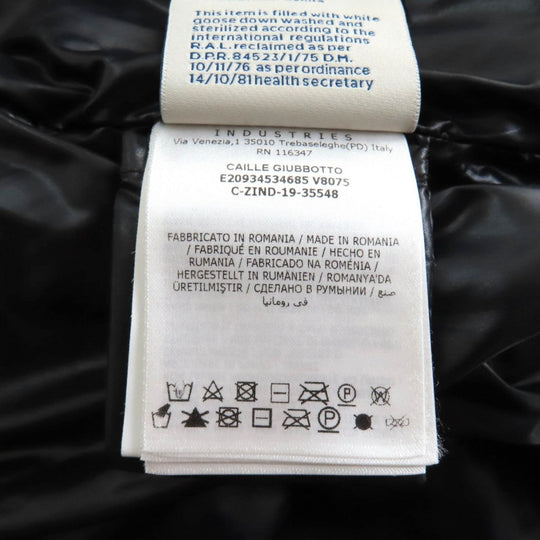 This item is filled with white
goose down washed and
sterilized according to the
international regulations
R.A.L. reclaimed as per
D.P.R. 84523/1/75 D.M.
10/11/76 as per ordinance
14/10/81 health secretary
INDUSTRIES
Via Venezia,1 35010 Trebaseleghe(PD) Italy
RN 116347
CAILLE GIUBBOTTO
E20934534685 V8075
C-ZIND-19-35548
FABBRICATO IN ROMANIA / MADE IN ROMANIA
/ FABRIQUÉ EN ROUMANIE / HECHO EN
RUMANIA / FABRICADO NA ROMÉNIA /
HERGESTELLT IN RUMÄNIEN / ROMANYA'DA
ÜRETILMIŞTIR / СДЕЛАНО В РУМЫНИИ / صنع
في رومانيا